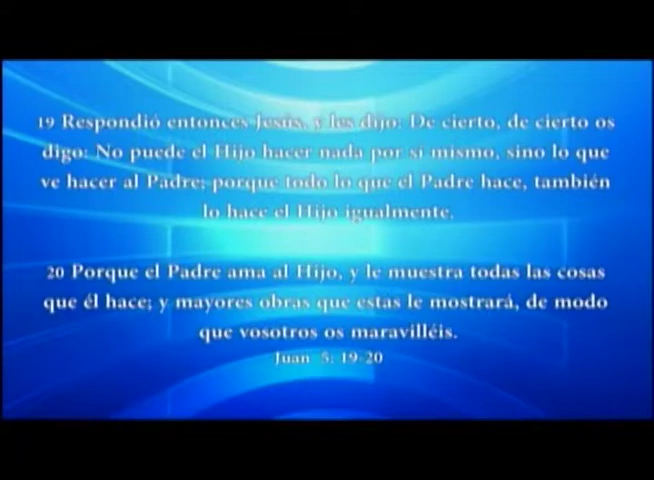 19 Respondió entonces Jesús, y les dijo: De cierto, de cierto os
digo: No puede el Hijo hacer nada por sí mismo, sino lo que
ve hacer al Padre; porque todo lo que el Padre hace, también
lo hace el Hijo igualmente.
20 Porque el Padre ama al Hijo, y le muestra todas las cosas
que él hace; y mayores obras que estas le mostrará, de modo
que vosotros os maravilléis.
Juan 5: 19-20